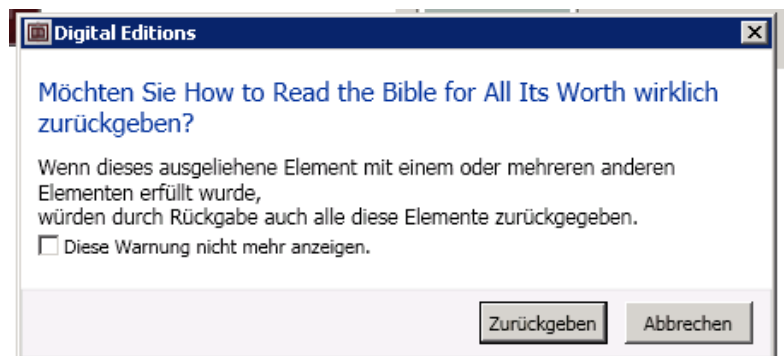 Digital Editions
Möchten Sie How to Read the Bible for All Its Worth wirklich
zurückgeben?
Wenn dieses ausgeliehene Element mit einem oder mehreren anderen
Elementen erfüllt wurde,
würden durch Rückgabe auch alle diese Elemente zurückgegeben.
Diese Warnung nicht mehr anzeigen.
Zurückgeben Abbrechen